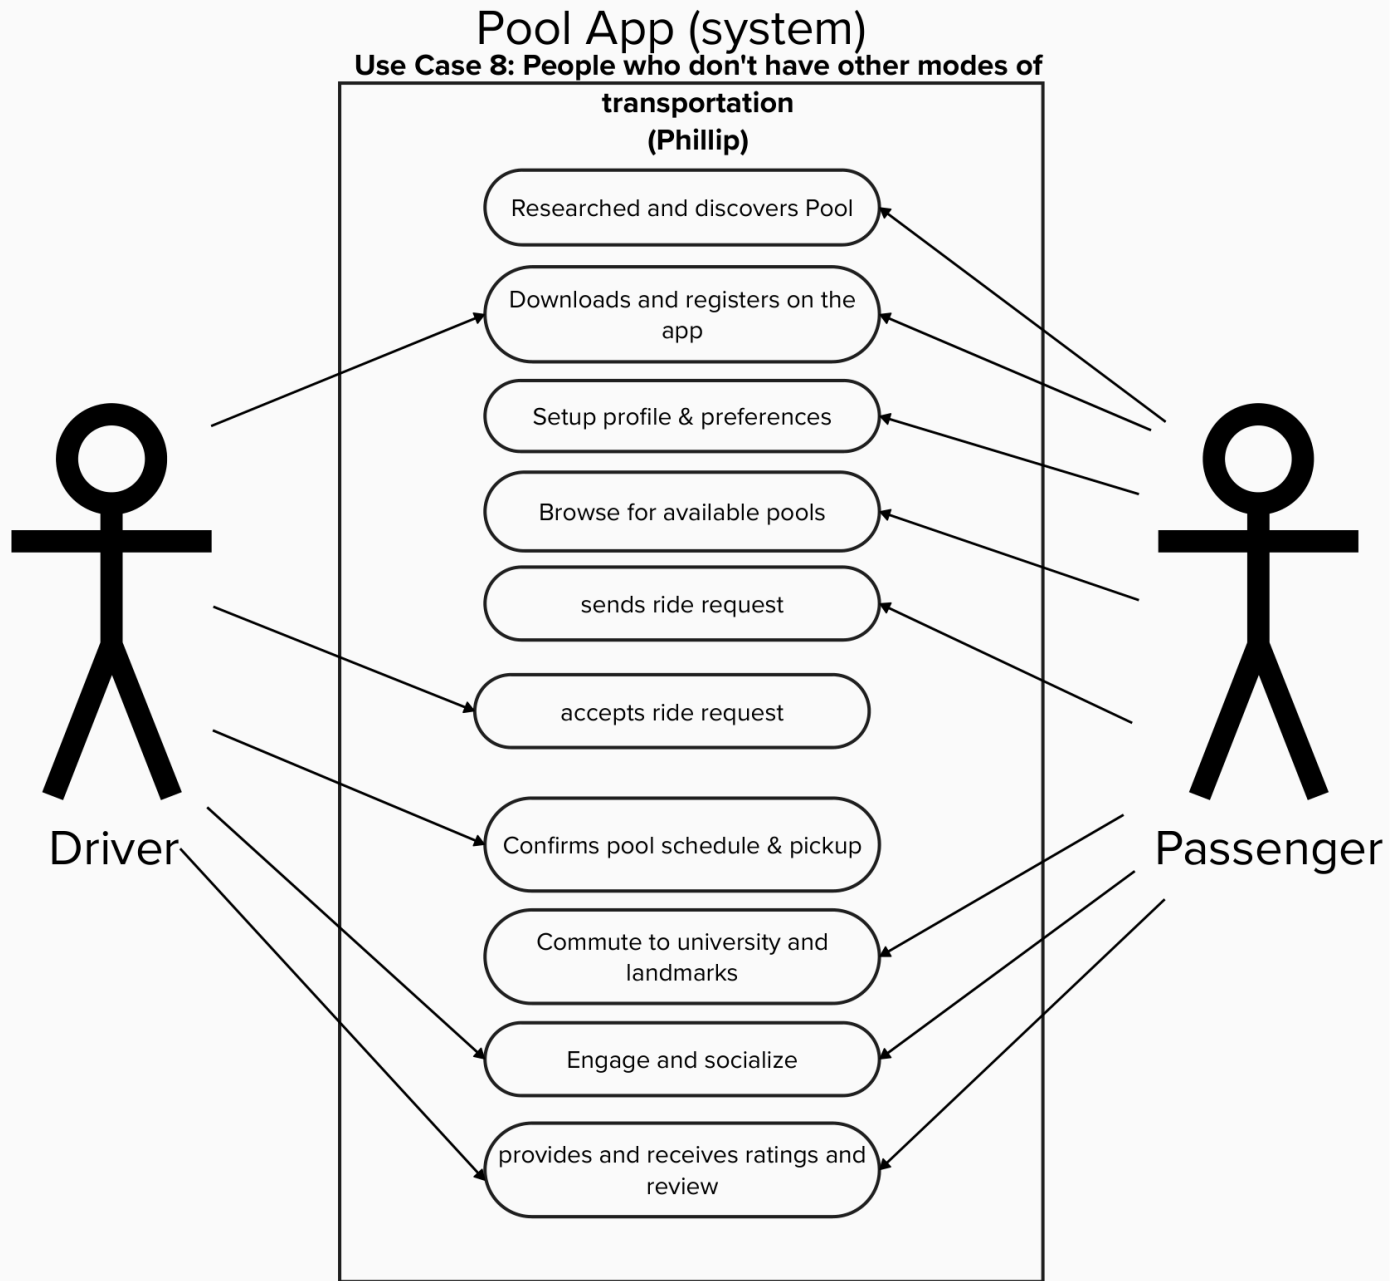 Pool App (system)
Use Case 8: People who don't have other modes of
transportation
(Phillip)
Researched and discovers Pool
Downloads and registers on the
app
Setup profile & preferences
Browse for available pools
sends ride request
accepts ride request
Confirms pool schedule & pickup
Driver
Passenger
Commute to university and
landmarks
Engage and socialize
provides and receives ratings and
review